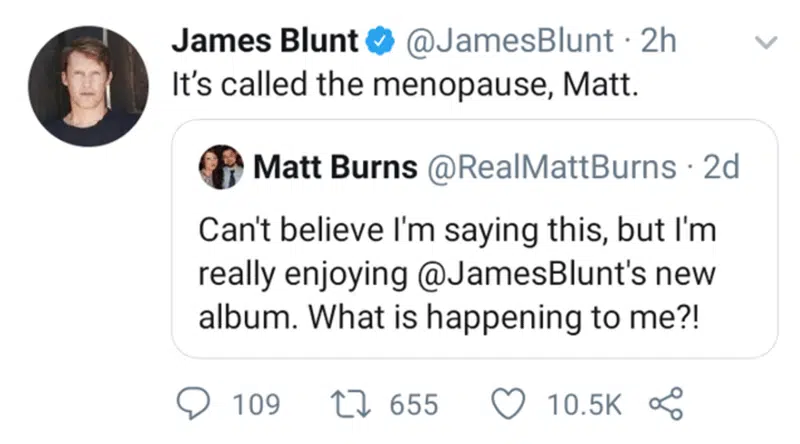 James Blunt @JamesBlunt · 2h
It’s called the menopause, Matt.
Matt Burns @RealMattBurns · 2d
Can't believe I'm saying this, but I'm
really enjoying @JamesBlunt's new
album. What is happening to me?!
109 655 10.5K